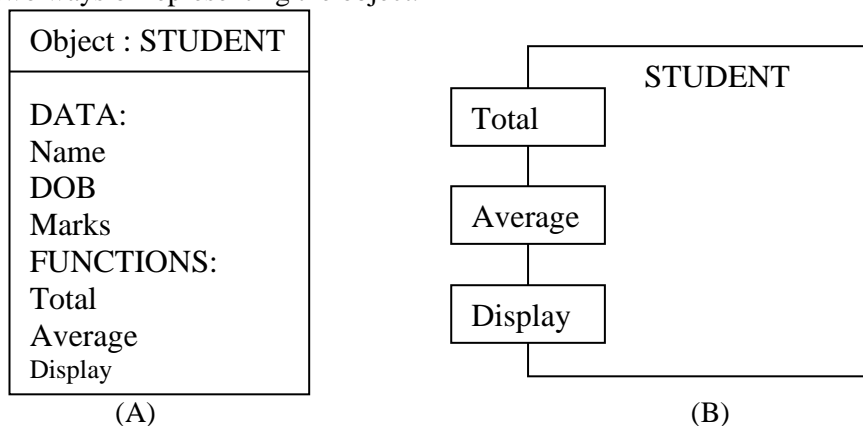 Object : STUDENT
DATA:
Name
DOB
Marks
FUNCTIONS:
Total
Average
Display
(A)
STUDENT
Total
Average
Display
(B)